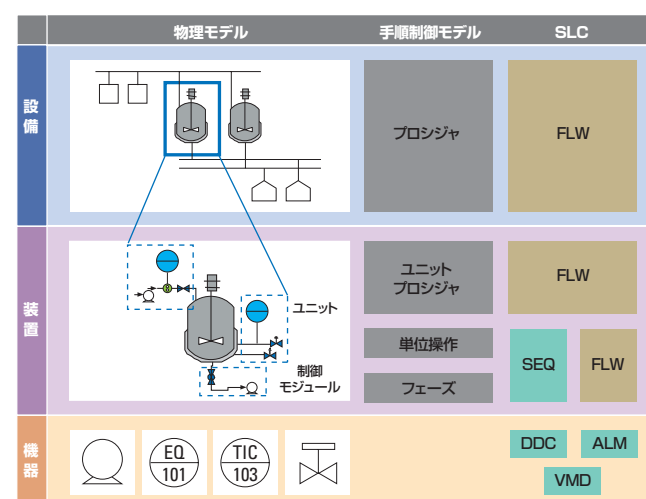 物理モデル 手順制御モデル SLC
設備
プロシジャ
FLW
装置
ユニット
制御
モジュール
ユニット
プロシジャ
FLW
単位操作
フェーズ
SEQ
FLW
機器
EQ
101
TIC
103
DDC
ALM
VMD